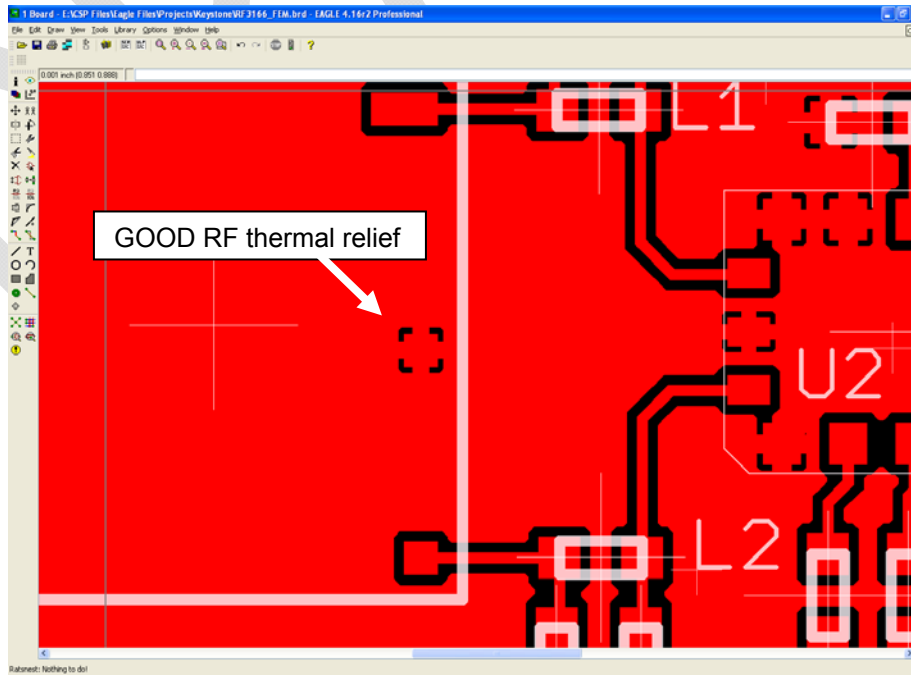 1 Board - E:\CSP Files\Eagle Files\Projects\Keystone\RF3166_FEM.brd - EAGLE 4.16r2 Professional
File Edit Draw View Tools Library Options Window Help
0.001 inch (0.851 0.888)
L1
GOOD RF thermal relief
U2
L2
Ratsnest: Nothing to do!